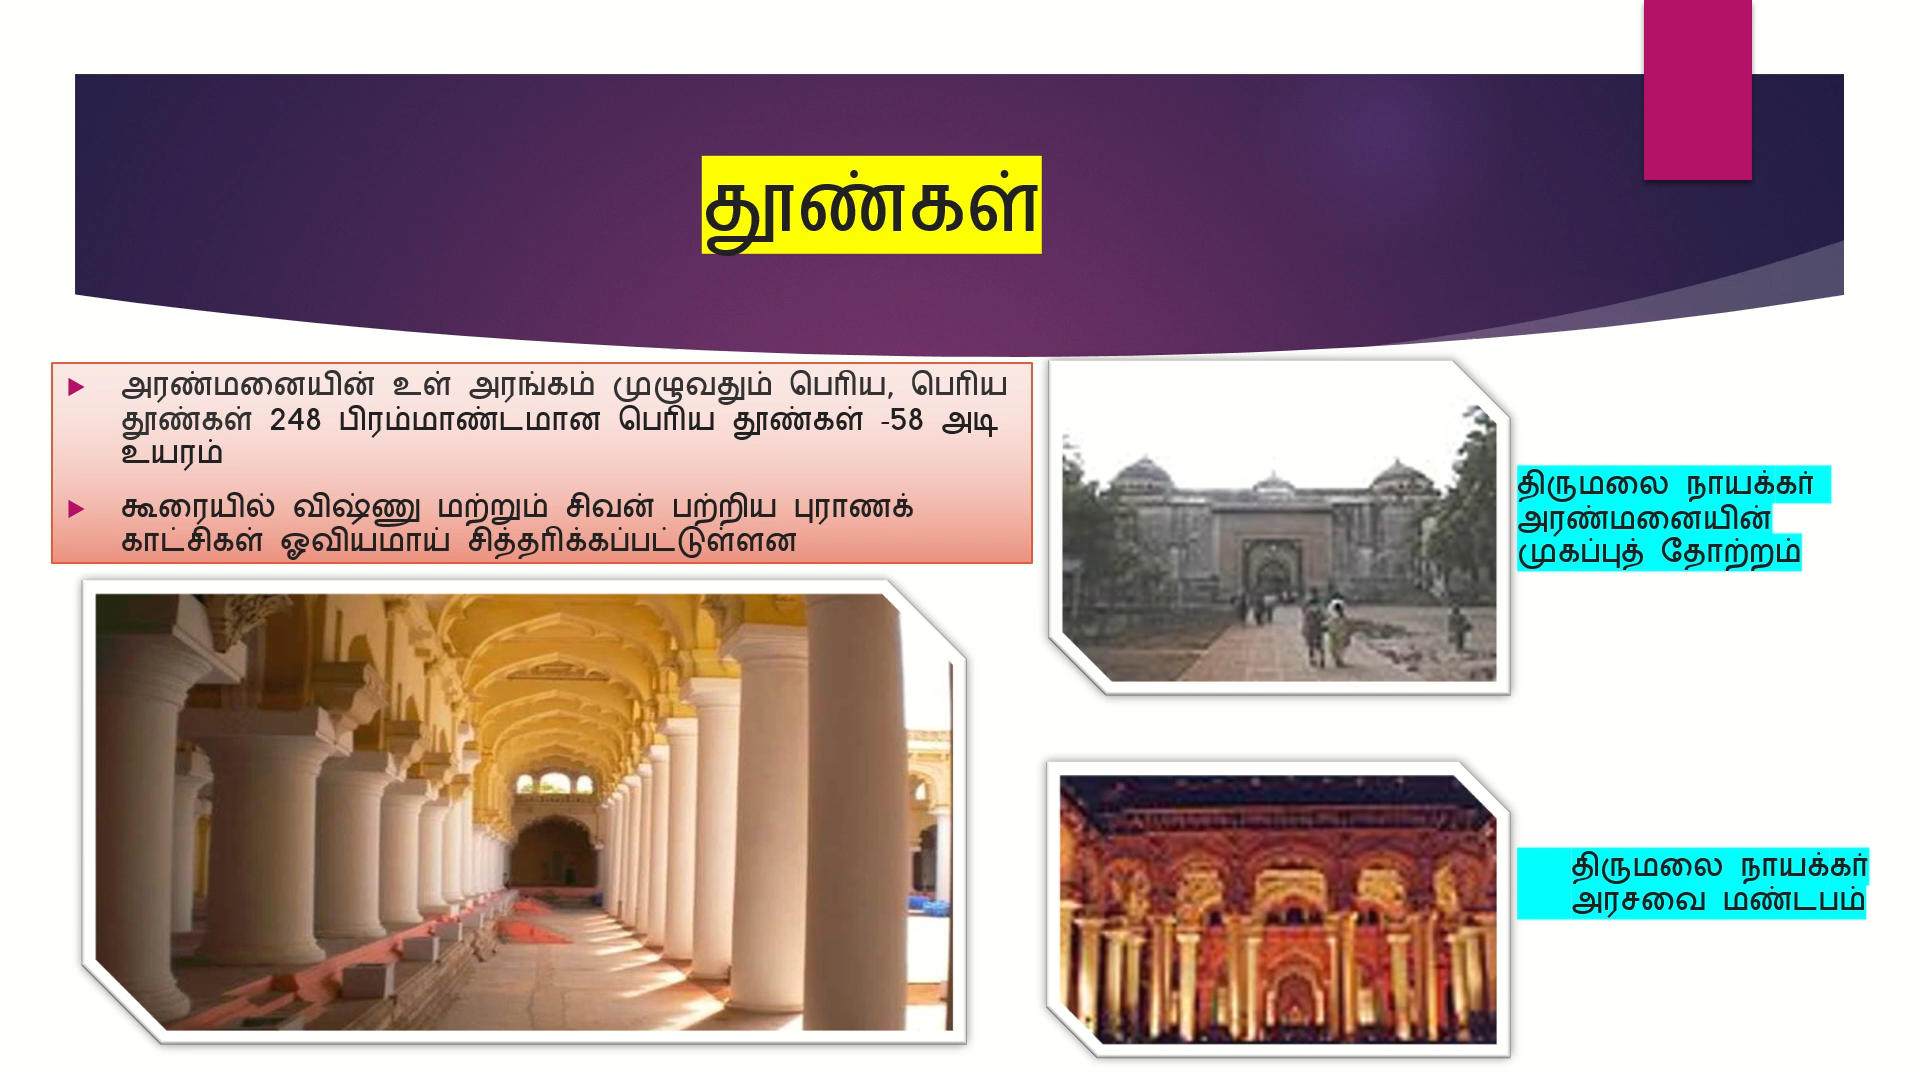 தூண்கள்
அரண்மனையின் உள் அரங்கம் முழுவதும் பெரிய, பெரிய
தூண்கள் 248 பிரம்மாண்டமான பெரிய தூண்கள் -58 அடி
உயரம்
கூரையில் விஷ்ணு மற்றும் சிவன் பற்றிய புராணக்
காட்சிகள் ஓவியமாய் சித்தரிக்கப்பட்டுள்ளன
திருமலை நாயக்கர்
அரண்மனையின்
முகப்புத் தோற்றம்
திருமலை நாயக்கர்
அரசவை மண்டபம்